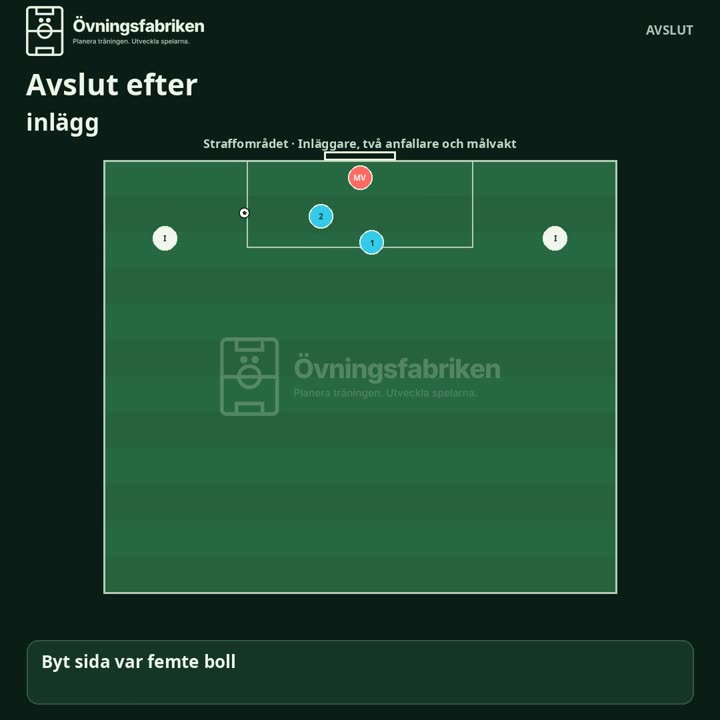 Övningsfabriken
Planera träningen. Utveckla spelarna.
AVSLUT
Avslut efter
inlägg
Straffområdet · Inläggare, två anfallare och målvakt
MV
2
I
1
I
Övningsfabriken
Planera träningen. Utveckla spelarna.
Byt sida var femte boll